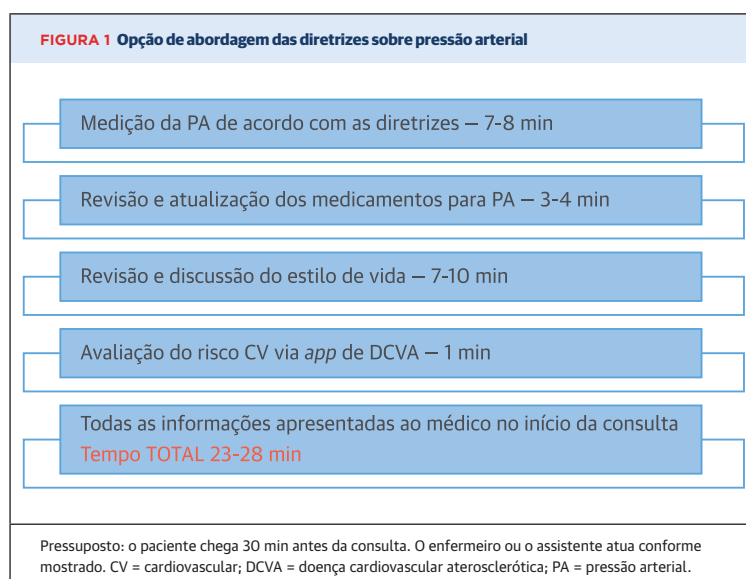 FIGURA 1 Opção de abordagem das diretrizes sobre pressão arterial
Medição da PA de acordo com as diretrizes – 7-8 min
Revisão e atualização dos medicamentos para PA – 3-4 min
Revisão e discussão do estilo de vida – 7-10 min
Avaliação do risco CV via app de DCVA – 1 min
Todas as informações apresentadas ao médico no início da consulta
Tempo TOTAL 23-28 min
Pressuposto: o paciente chega 30 min antes da consulta. O enfermeiro ou o assistente atua conforme
mostrado. CV = cardiovascular; DCVA = doença cardiovascular aterosclerótica; PA = pressão arterial.